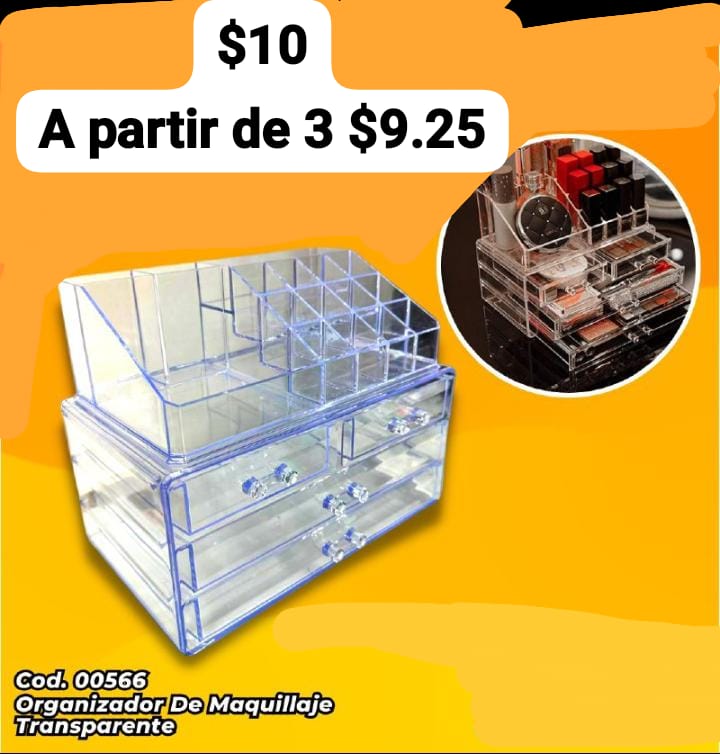 $10
A partir de 3 $9.25
Cod. 00566
Organizador De Maquillaje
Transparente